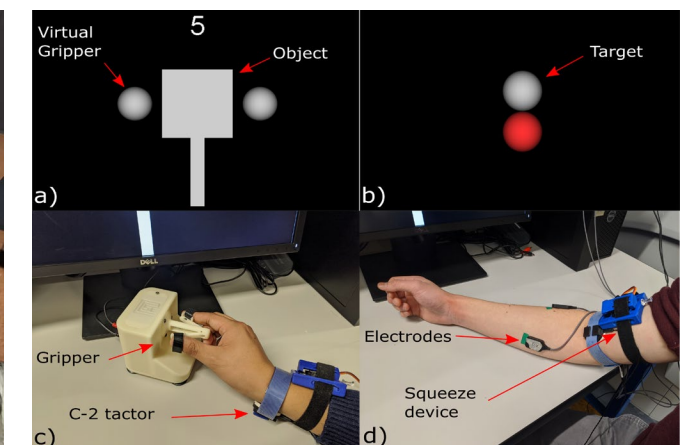 Virtual
Gripper
5
Object
a)
Target
b)
DELL
Gripper
C-2 tactor
c)
Electrodes
Squeeze
device
d)